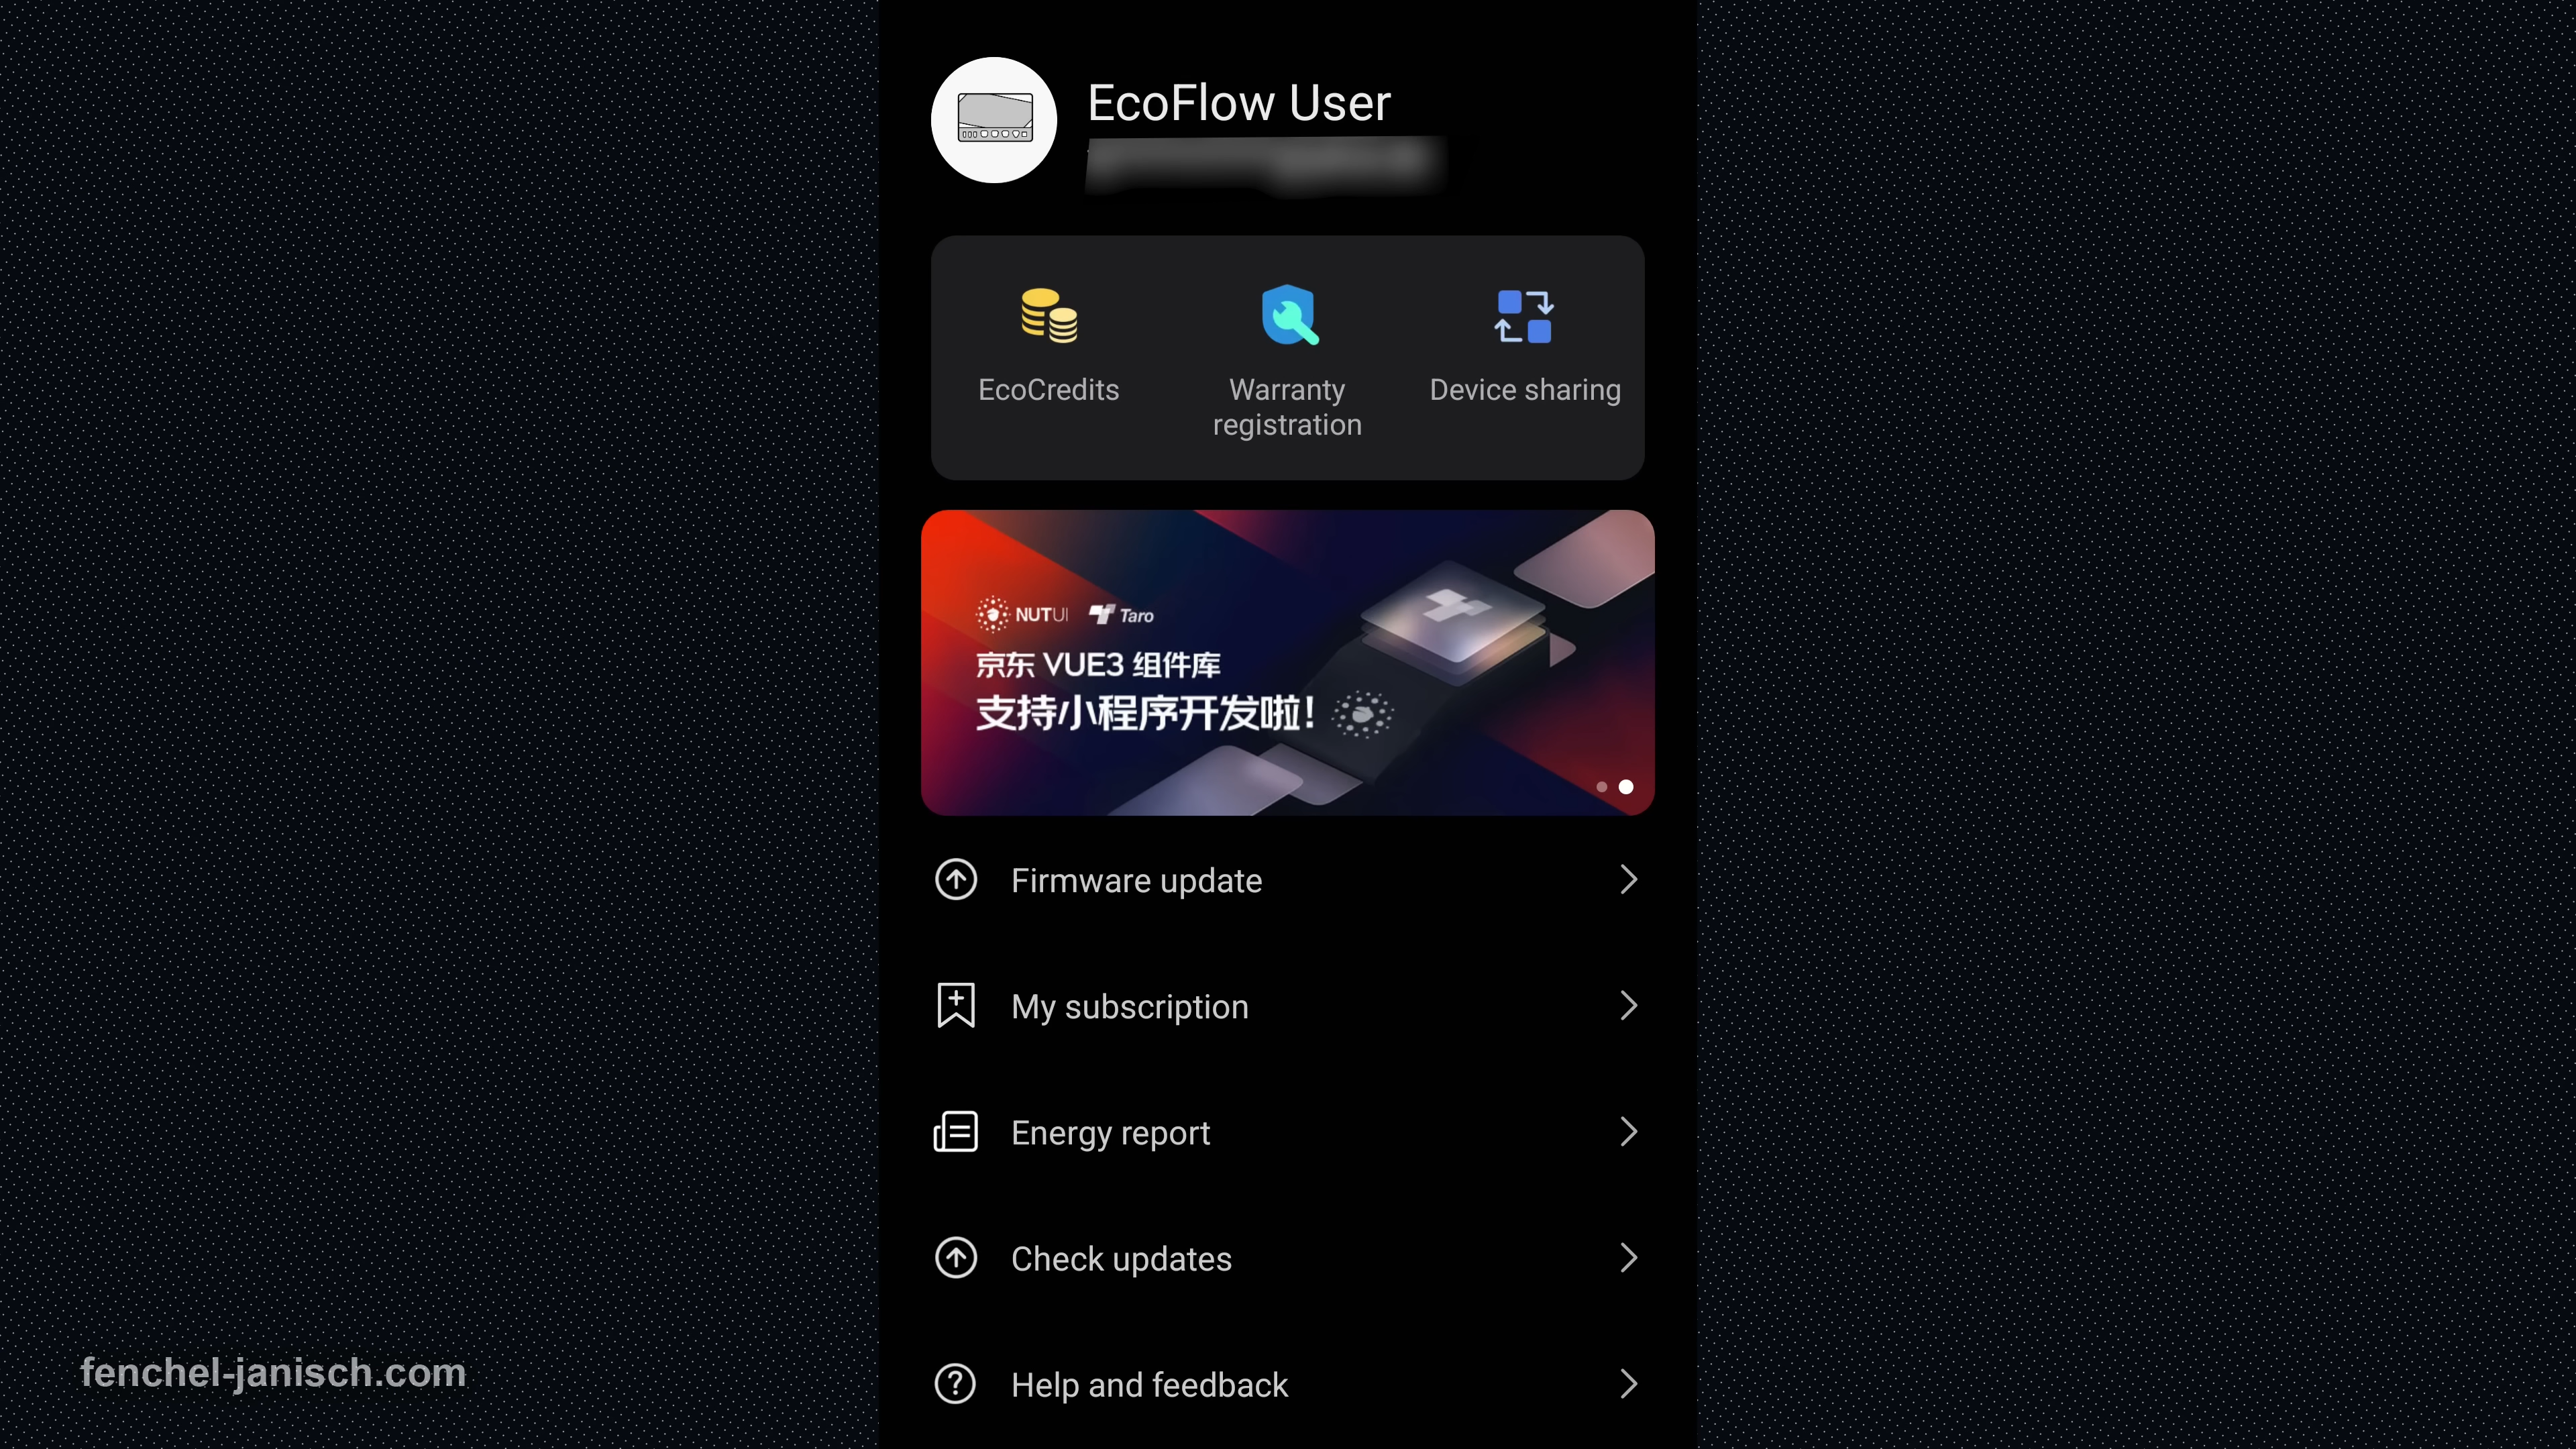 EcoFlow User
EcoCredits
Warranty
registration
Device sharing
NUTUI Taro
京东 VUE3 组件库
支持小程序开发啦!
Firmware update
My subscription
Energy report
Check updates
Help and feedback
fenchel-janisch.com